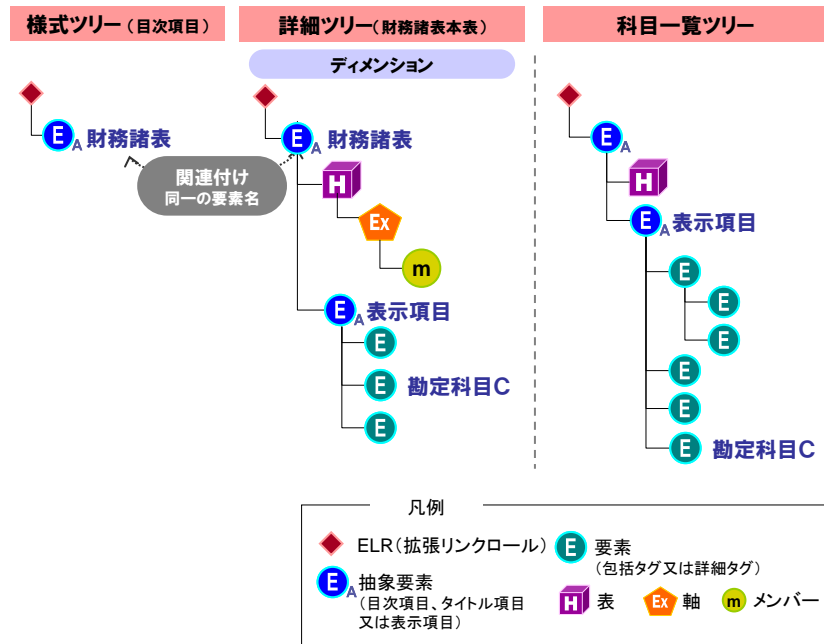 様式ツリー(目次項目)
詳細ツリー(財務諸表本表)
科目一覧ツリー
ディメンション
E A 財務諸表
関連付け
同一の要素名
E A 財務諸表
H
Ex
m
E A 表示項目
E
E 勘定科目C
E
E A
H
E A 表示項目
E
E
E
E
E
E 勘定科目C
凡例
ELR(拡張リンクロール)
E 要素
(包括タグ又は詳細タグ)
E A 抽象要素
(目次項目、タイトル項目
又は表示項目)
H 表
Ex 軸
m メンバー